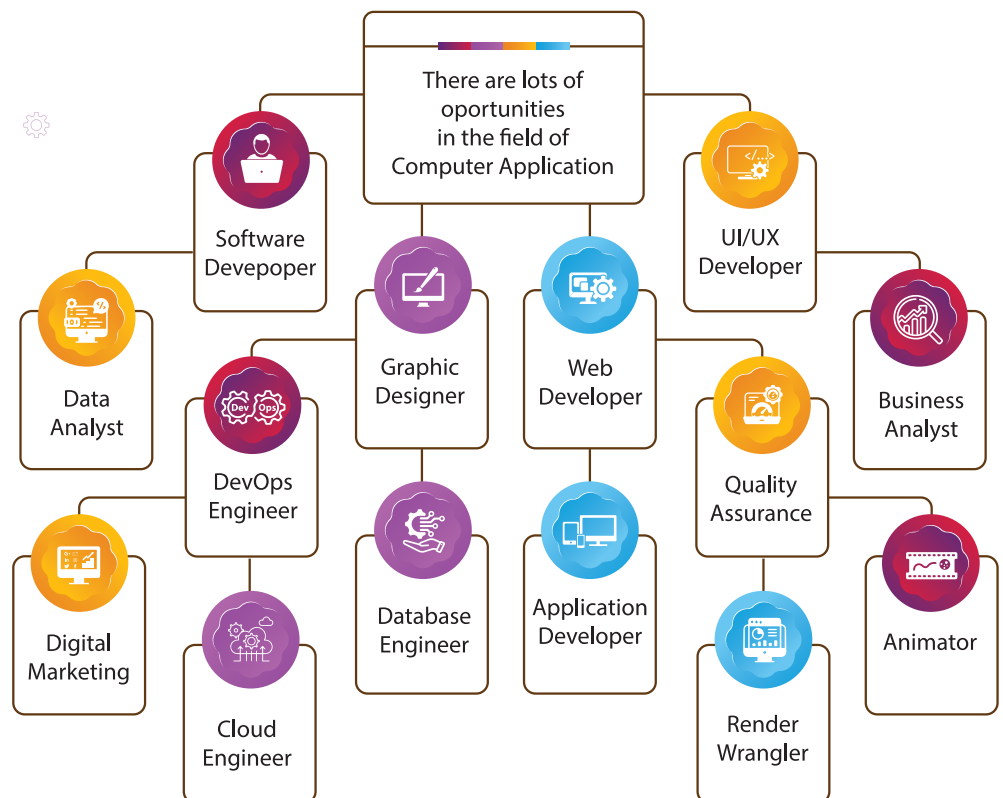 There are lots of
oportunities
in the field of
Computer Application
Software
Devepoper
UI/UX
Developer
Data
Analyst
Graphic
Designer
Web
Developer
Business
Analyst
Dev Ops
DevOps
Engineer
Quality
Assurance
Digital
Marketing
Database
Engineer
Application
Developer
Animator
Cloud
Engineer
Render
Wrangler